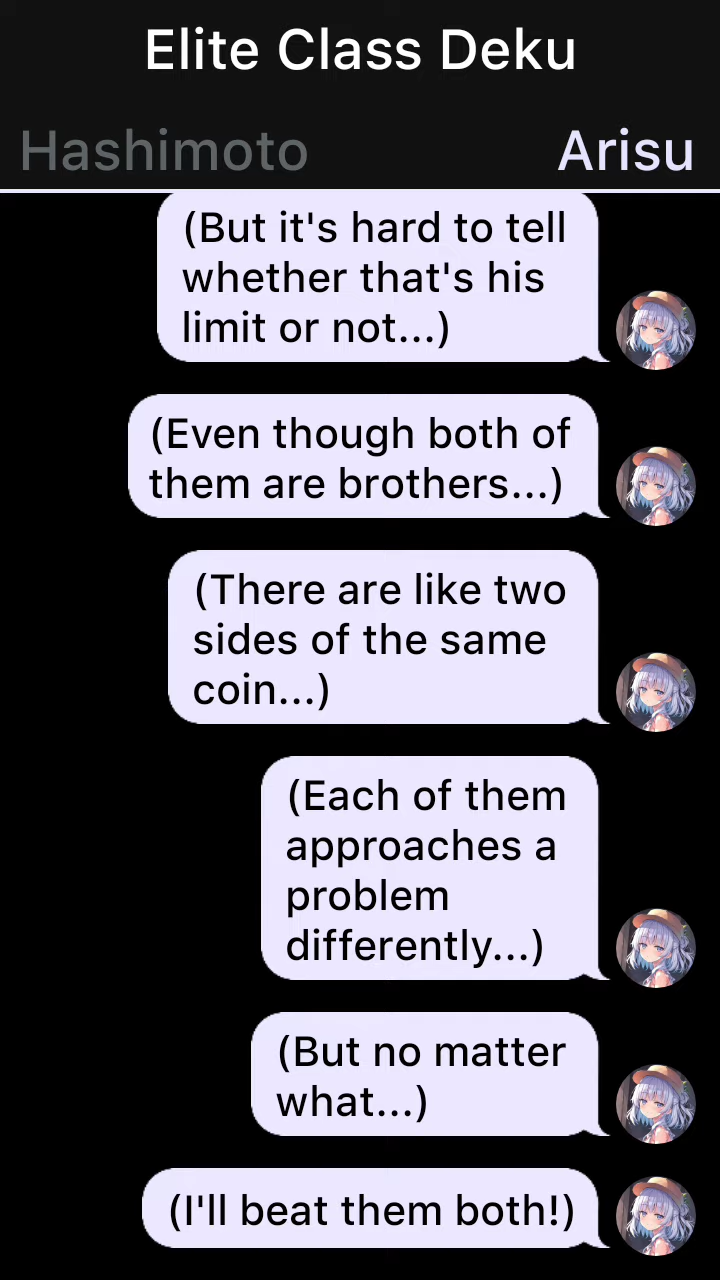 Elite Class Deku
Hashimoto
Arisu
(But it's hard to tell
whether that's his
limit or not...)
(Even though both of
them are brothers...)
(There are like two
sides of the same
coin...)
(Each of them
approaches a
problem
differently...)
(But no matter
what...)
(I'll beat them both!)